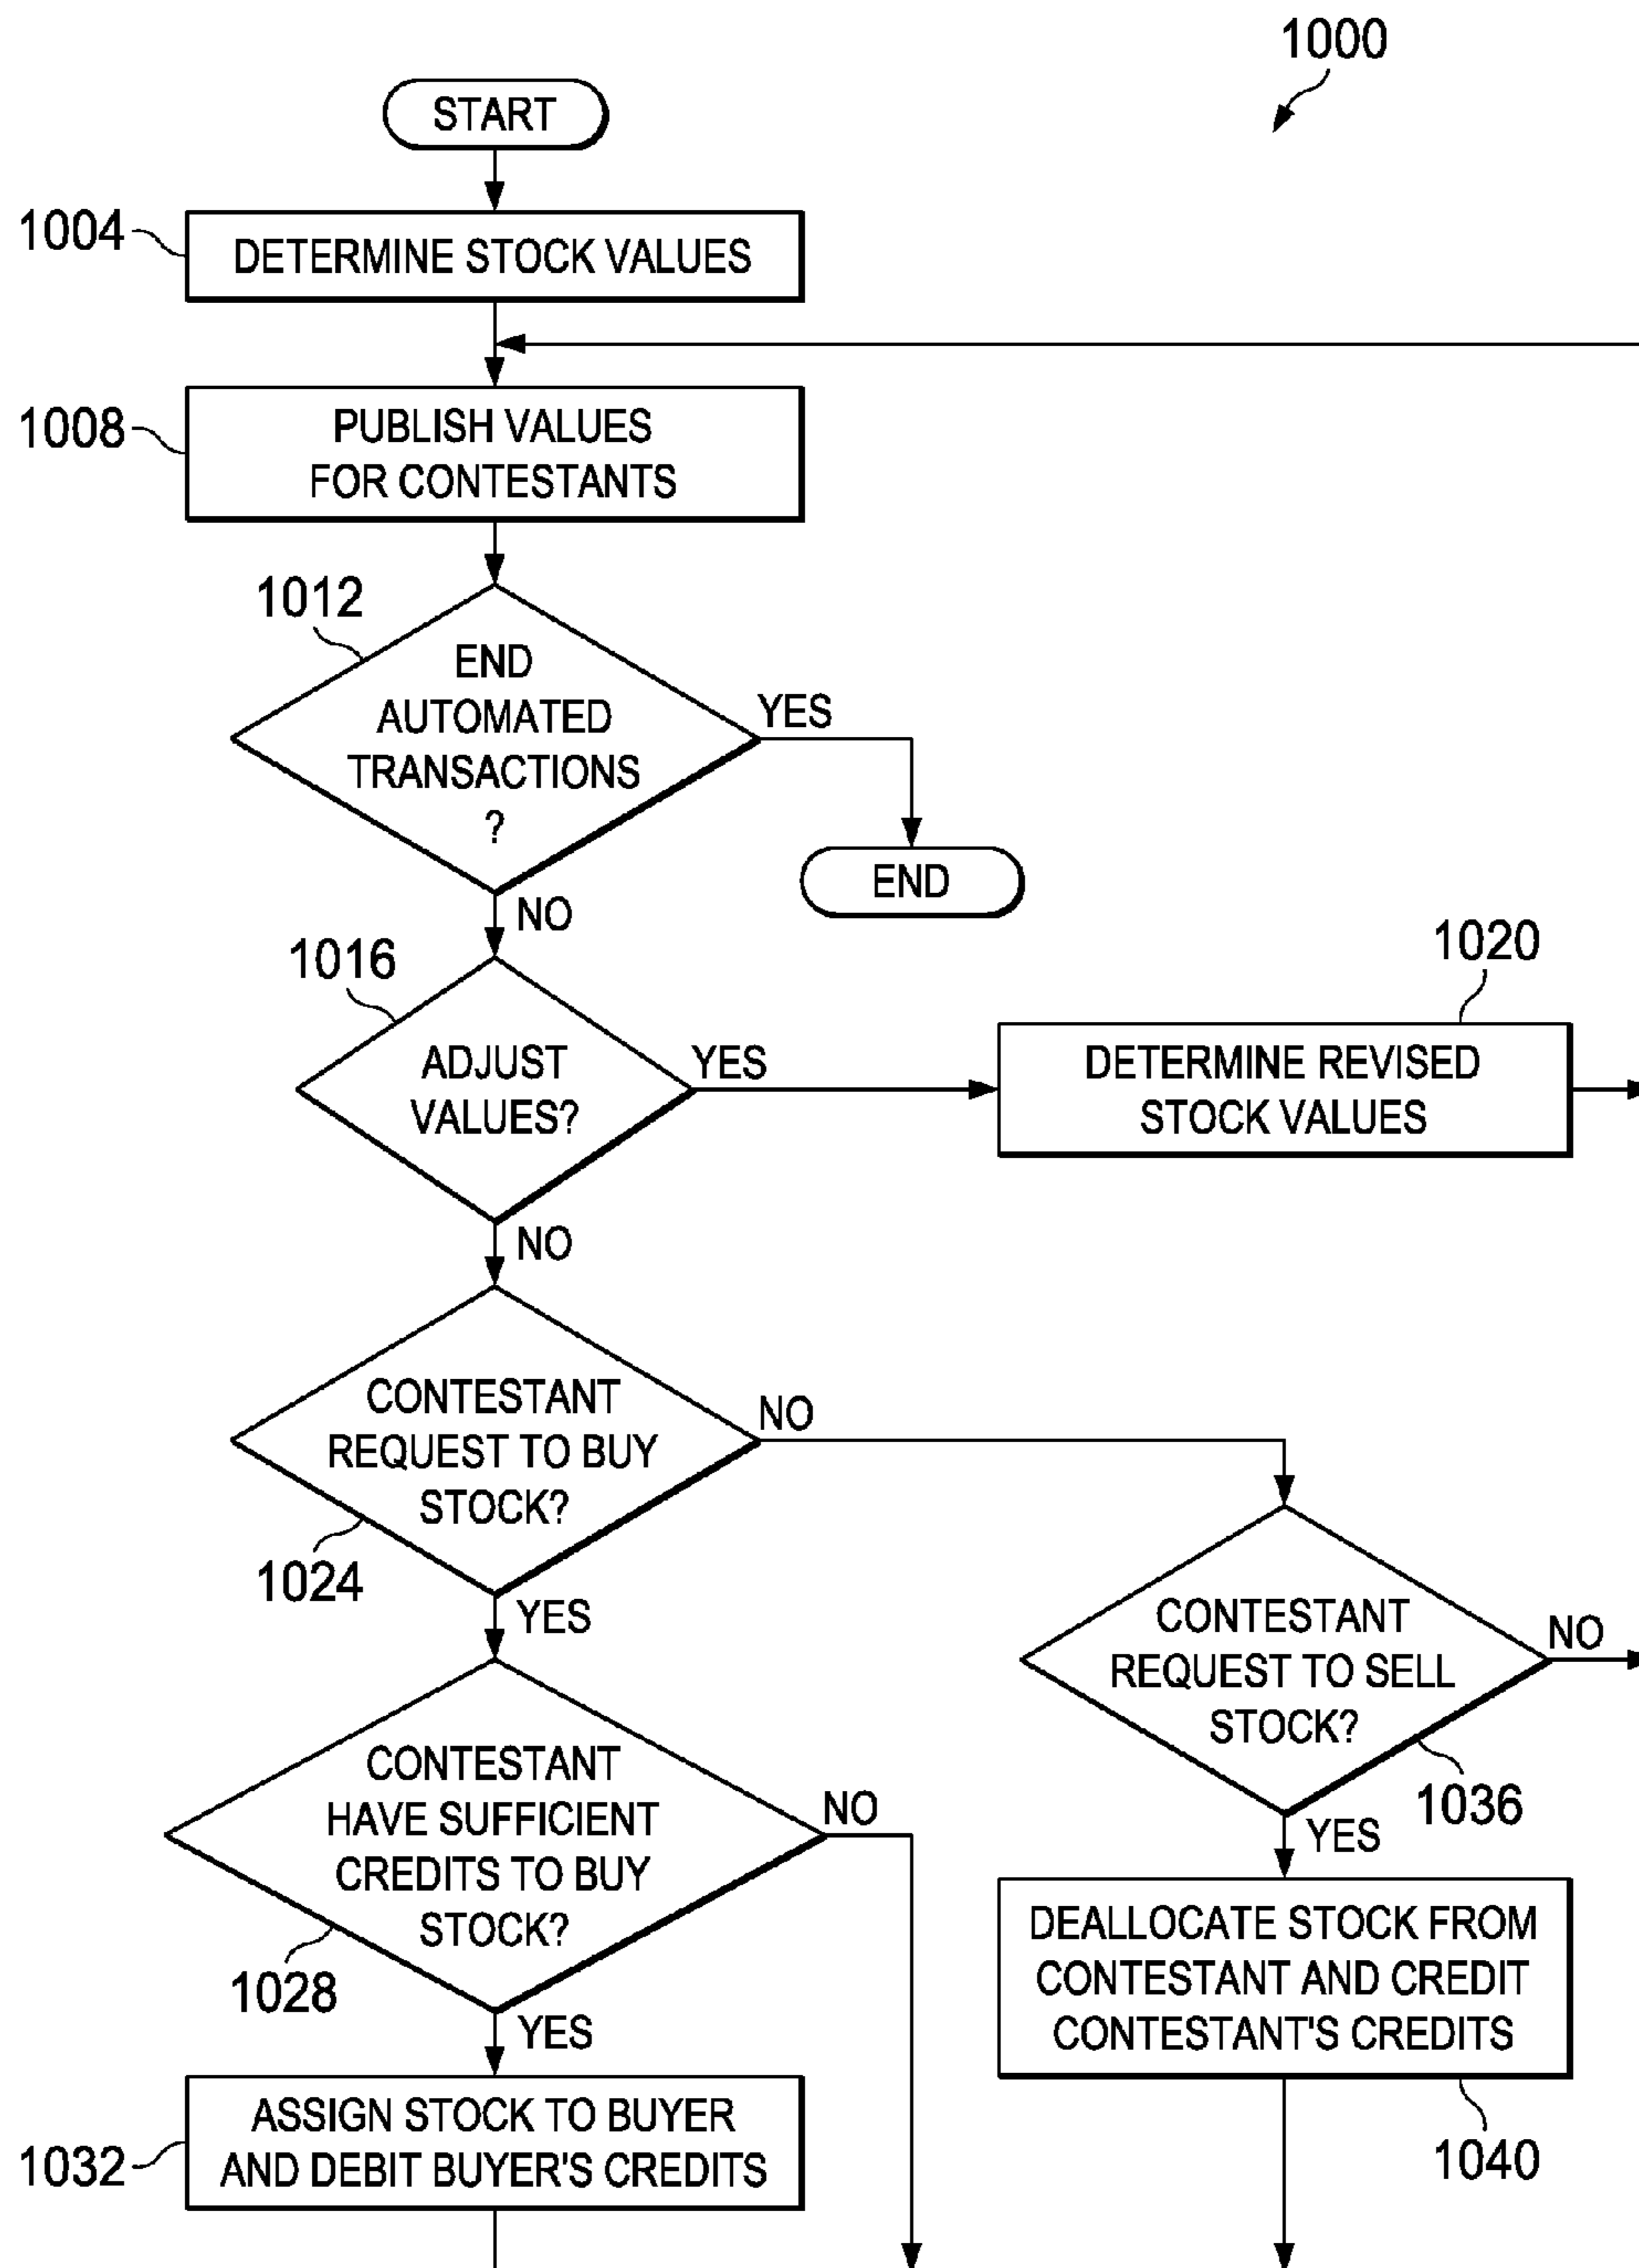 1000
START
1004
DETERMINE STOCK VALUES
1008
PUBLISH VALUES
FOR CONTESTANTS
1012
END
AUTOMATED
TRANSACTIONS
?
YES
END
NO
1016
ADJUST
VALUES?
YES
1020
DETERMINE REVISED
STOCK VALUES
NO
CONTESTANT
REQUEST TO BUY
STOCK?
NO
1024
YES
CONTESTANT
REQUEST TO SELL
STOCK?
NO
1036
YES
CONTESTANT
HAVE SUFFICIENT
CREDITS TO BUY
STOCK?
NO
1028
YES
DEALLOCATE STOCK FROM
CONTESTANT AND CREDIT
CONTESTANT'S CREDITS
1040
ASSIGN STOCK TO BUYER
AND DEBIT BUYER'S CREDITS
1032